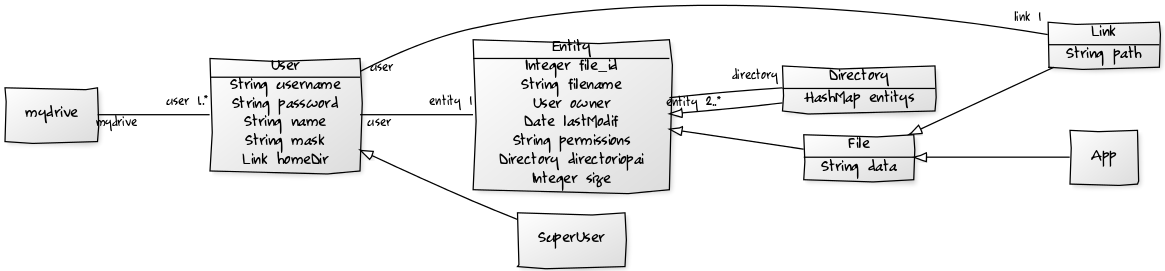 mydrive
mydrive
user 1..*
User
String username
String password
String name
String mask
Link homeDir
user
user
entity 1
Entity
Integer file_id
String filename
User owner
Date lastModif
String permissions
Directory directoriopai
Integer size
SuperUser
directory
entity 2..*
Directory
HashMap entitys
File
String data
link 1
Link
String path
App